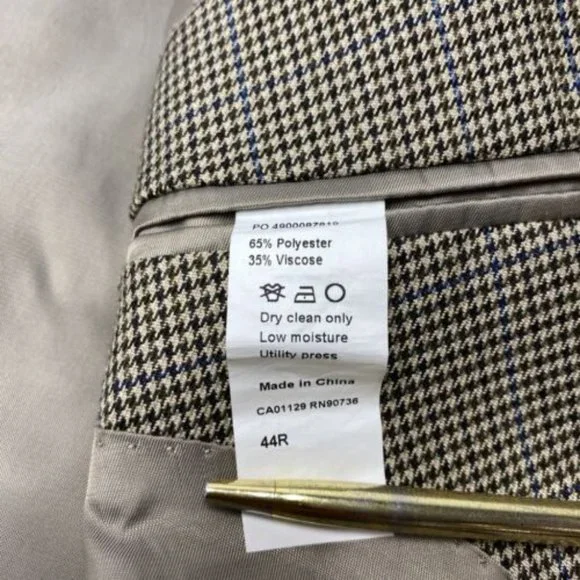 65% Polyester
35% Viscose
Dry clean only
Low moisture
Utility press
Made in China
CA01129 RN90736
44R